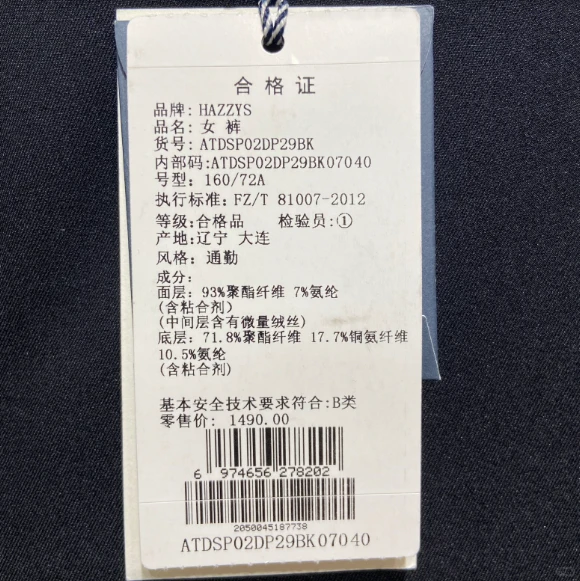 合格证
品牌: HAZZYS
品名: 女 裤
货号: ATDSP02DP29BK
内部码:ATDSP02DP29BK07040
号型: 160/72A
执行标准: FZ/T 81007-2012
等级:合格品 检验员:①
产地:辽宁 大连
风格: 通勤
成分:
面层: 93%聚酯纤维 7%氨纶
(含粘合剂)
(中间层含有微量绒丝)
底层: 71.8%聚酯纤维 17.7%铜氨纤维
10.5%氨纶
(含粘合剂)
基本安全技术要求符合:B类
零售价: 1490.00
6 974656 278202
2050045187738
ATDSP02DP29BK07040